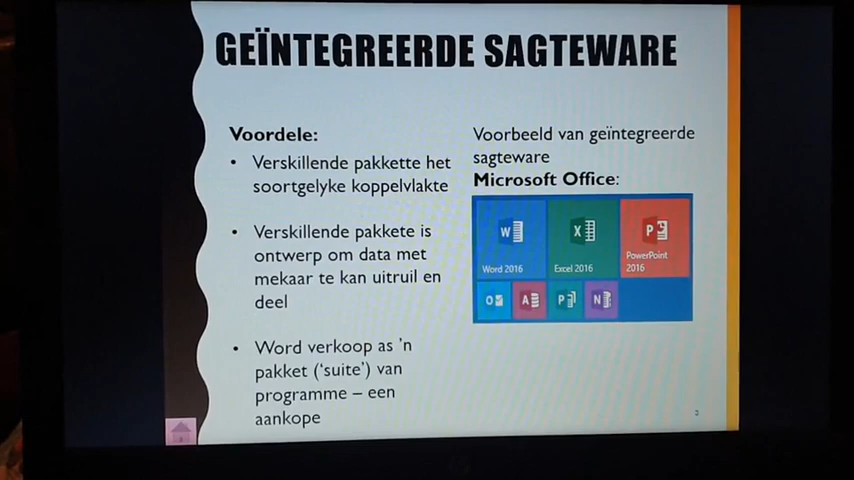 GEÏNTEGREERDE SAGTEWARE
Voordele:
• Verskillende pakkette het
soortgelyke koppelvlakte
• Verskillende pakkete is
ontwerp om data met
mekaar te kan uitruil en
deel
• Word verkoop as 'n
pakket ('suite') van
programme – een
aankope
Voorbeeld van geïntegreerde
sagteware
Microsoft Office:
Word 2016
Excel 2016
PowerPoint
2016
3